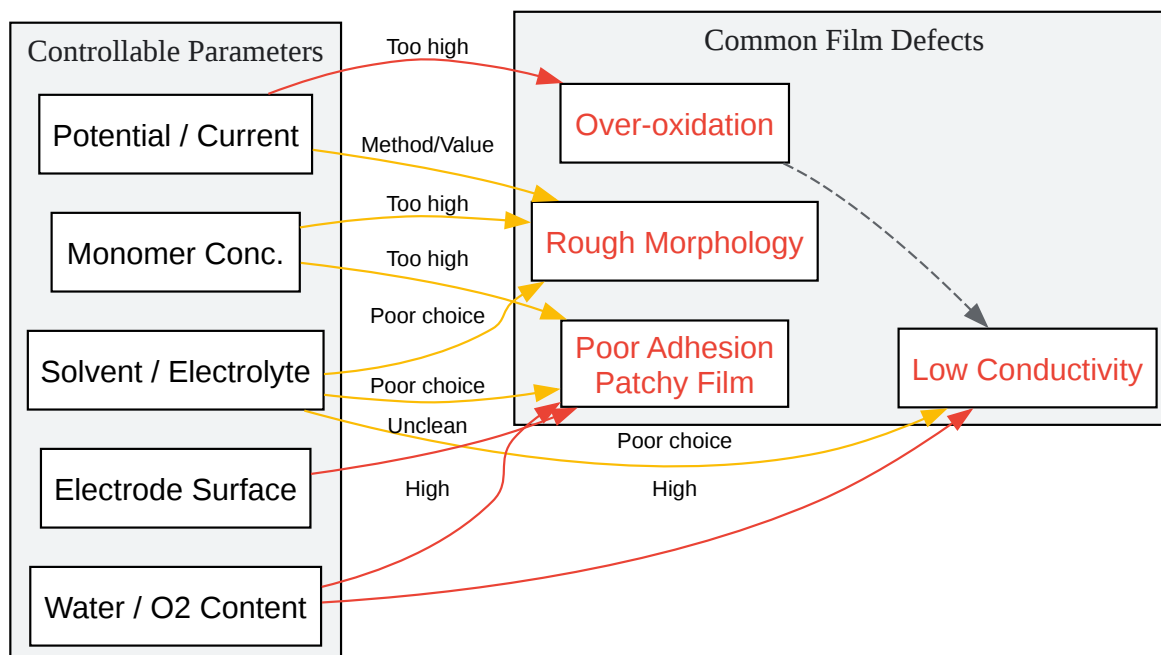 Controllable Parameters
Potential / Current
Monomer Conc.
Solvent / Electrolyte
Electrode Surface
Water / O2 Content
Too high
Method/Value
Too high
Too high
Poor choice
Poor choice
Unclean
Poor choice
High
High
Common Film Defects
Over-oxidation
Rough Morphology
Poor Adhesion
Patchy Film
Low Conductivity